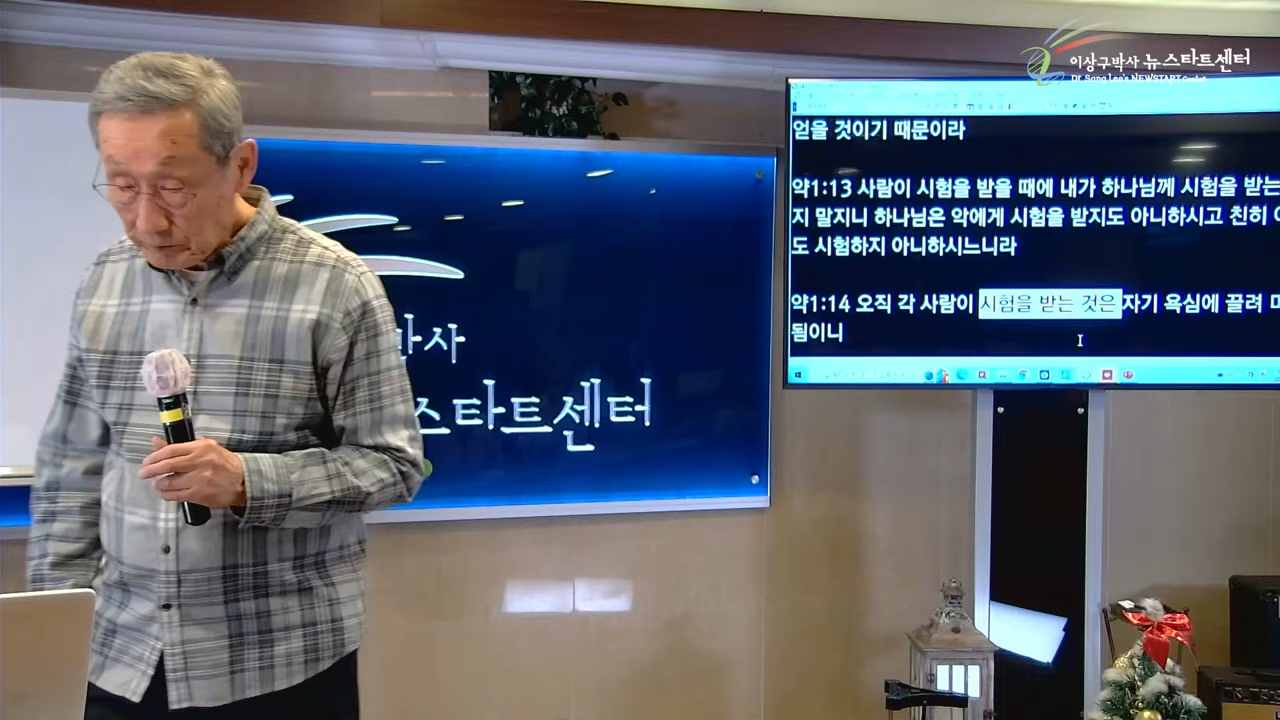 이상구박사 뉴스타트센터
Dr. Sang Lee's NEWSTART Center
얻을 것이기 때문이라
약1:13 사람이 시험을 받을 때에 내가 하나님께 시험을 받는
지 말지니 하나님은 악에게 시험을 받지도 아니하시고 친히
도 시험하지 아니하시느니라
약1:14 오직 각 사람이 시험을 받는 것은 자기 욕심에 끌려
됨이니
박사
스타트센터